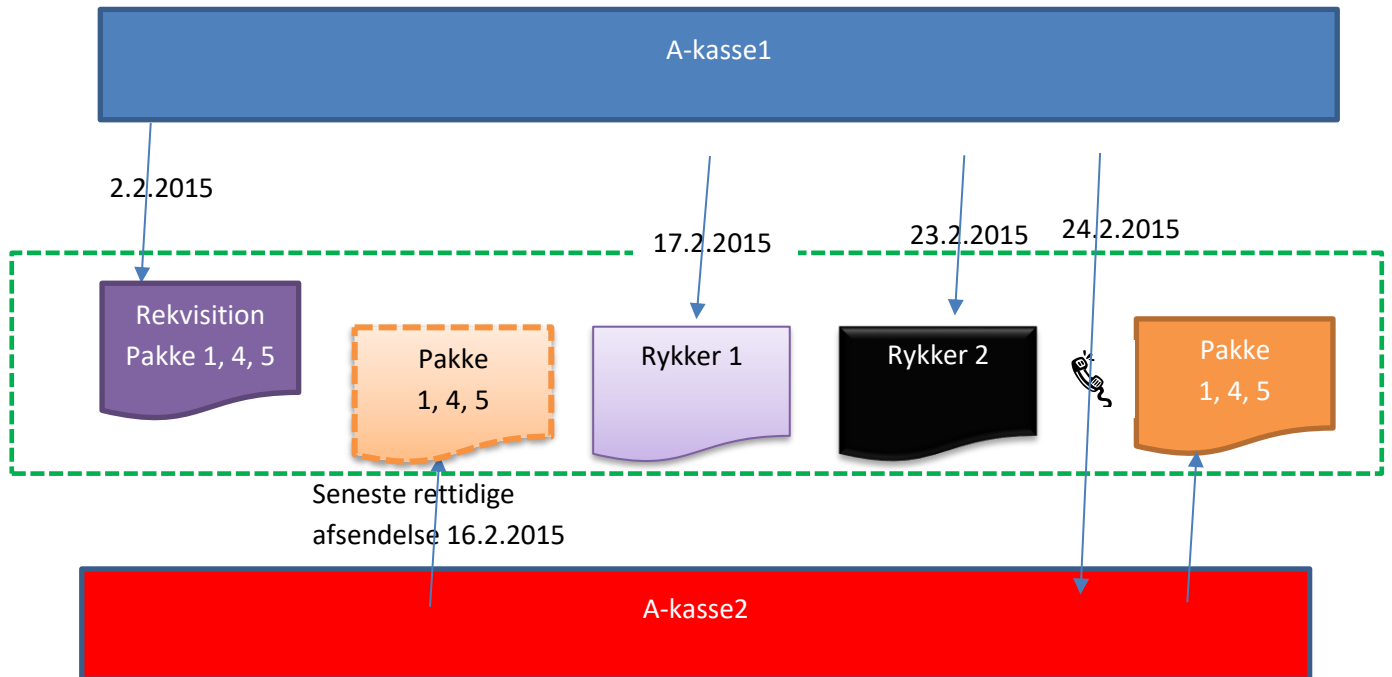 A-kasse1
2.2.2015
17.2.2015
23.2.2015
24.2.2015
Rekvisition
Pakke 1, 4, 5
Pakke
1, 4, 5
Rykker 1
Rykker 2
Pakke
1, 4, 5
Seneste rettidige
afsendelse 16.2.2015
A-kasse2